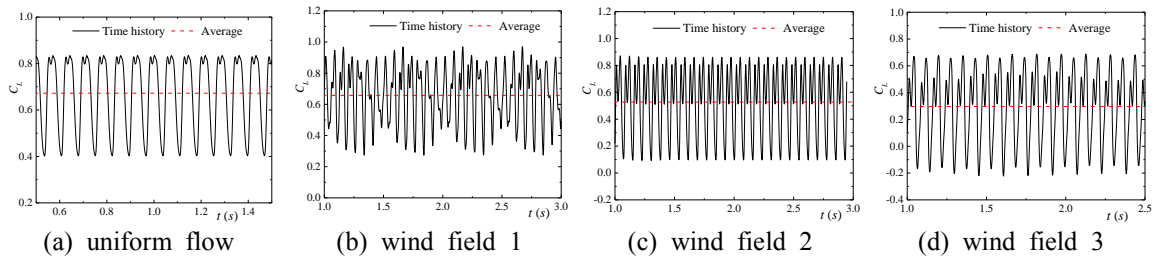 1.0
0.8
0.6
0.4
0.2
0.6 0.8 1.0 1.2 1.4
C_L
Time history Average
t (s)
(a) uniform flow
1.2
1.0
0.8
0.6
0.4
0.2
0.0
1.0 1.5 2.0 2.5 3.0
C_L
Time history Average
t (s)
(b) wind field 1
1.2
1.0
0.8
0.6
0.4
0.2
0.0
-0.2
1.0 1.5 2.0 2.5 3.0
C_L
Time history Average
t (s)
(c) wind field 2
1.0
0.8
0.6
0.4
0.2
0.0
-0.2
-0.4
1.0 1.5 2.0 2.5
C_L
Time history Average
t (s)
(d) wind field 3